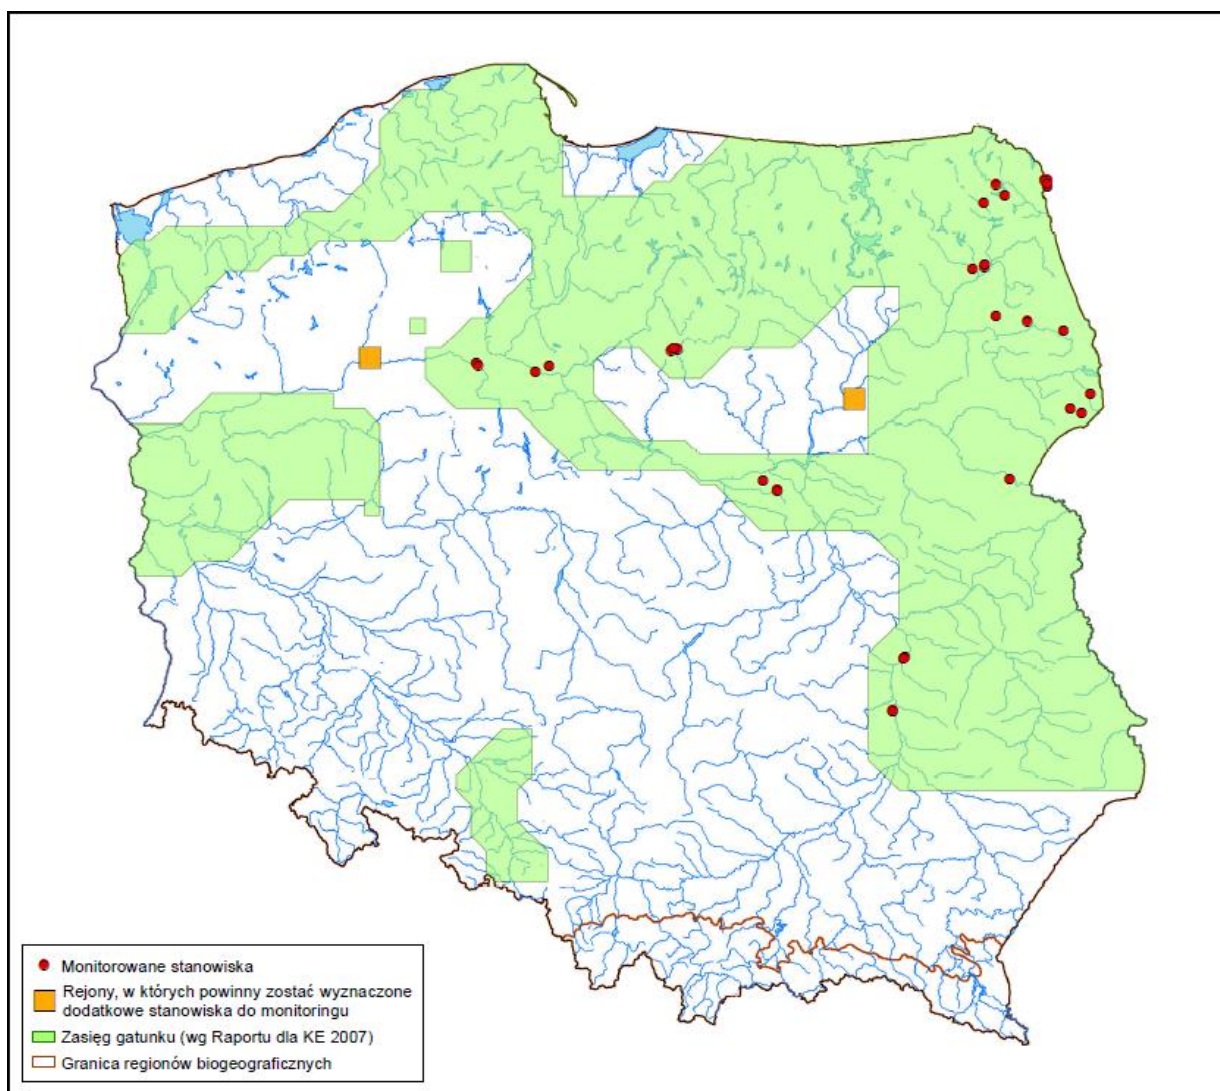 Monitorowane stanowiska
Rejony, w których powinny zostać wyznaczone
dodatkowe stanowiska do monitoringu
Zasięg gatunku (wg Raportu dla KE 2007)
Granica regionów biogeograficznych